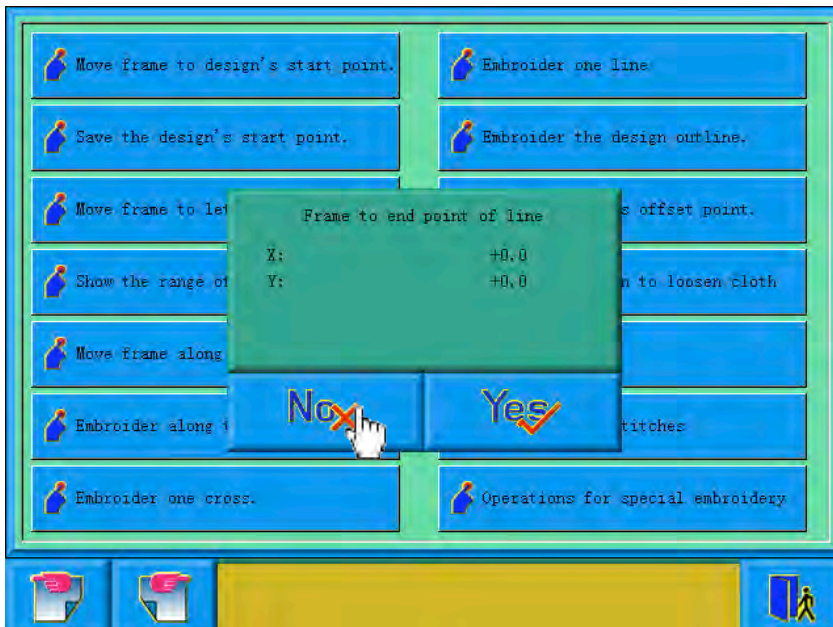 Move frame to design's start point.
Embroider one line
Save the design's start point.
Embroider the design outline.
Move frame to let
s offset point.
Show the range of
n to loosen cloth
Move frame along
Embroider along
titches
Embroider one cross.
Operations for special embroidery
Frame to end point of line
X: +0.0
Y: +0.0
No
Yes